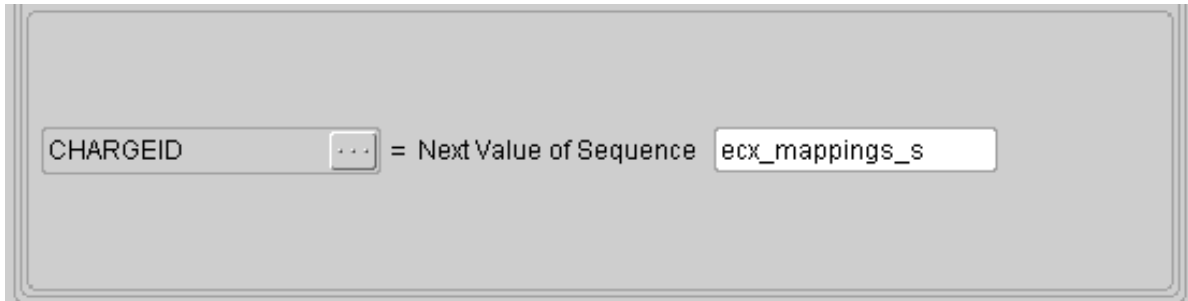 CHARGEID ... = Next Value of Sequence ecx_mappings_s